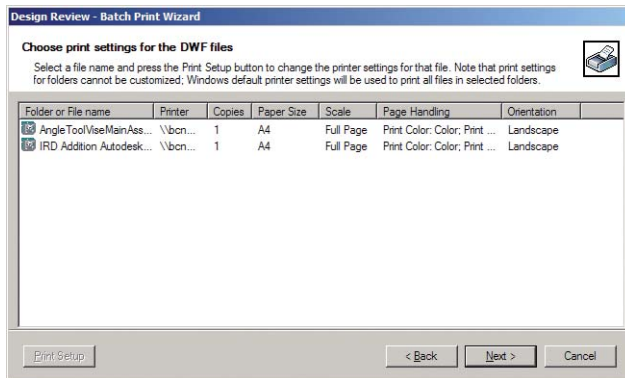 Design Review - Batch Print Wizard
Choose print settings for the DWF files
Select a file name and press the Print Setup button to change the printer settings for that file. Note that print settings
for folders cannot be customized; Windows default printer settings will be used to print all files in selected folders.
Folder or File name Printer Copies Paper Size Scale Page Handling Orientation
AngleToolViseMainAss... \\bcn... 1 A4 Full Page Print Color: Color; Print ... Landscape
IRD Addition Autodesk... \\bcn... 1 A4 Full Page Print Color: Color; Print ... Landscape
Print Setup < Back Next > Cancel